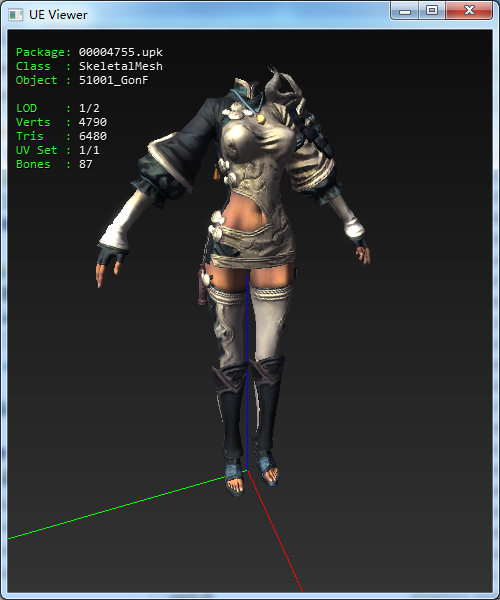 UE Viewer
Package: 00004755.upk
Class  : SkeletalMesh
Object : 51001_GonF
LOD    : 1/2
Verts  : 4790
Tris   : 6480
UV Set : 1/1
Bones  : 87